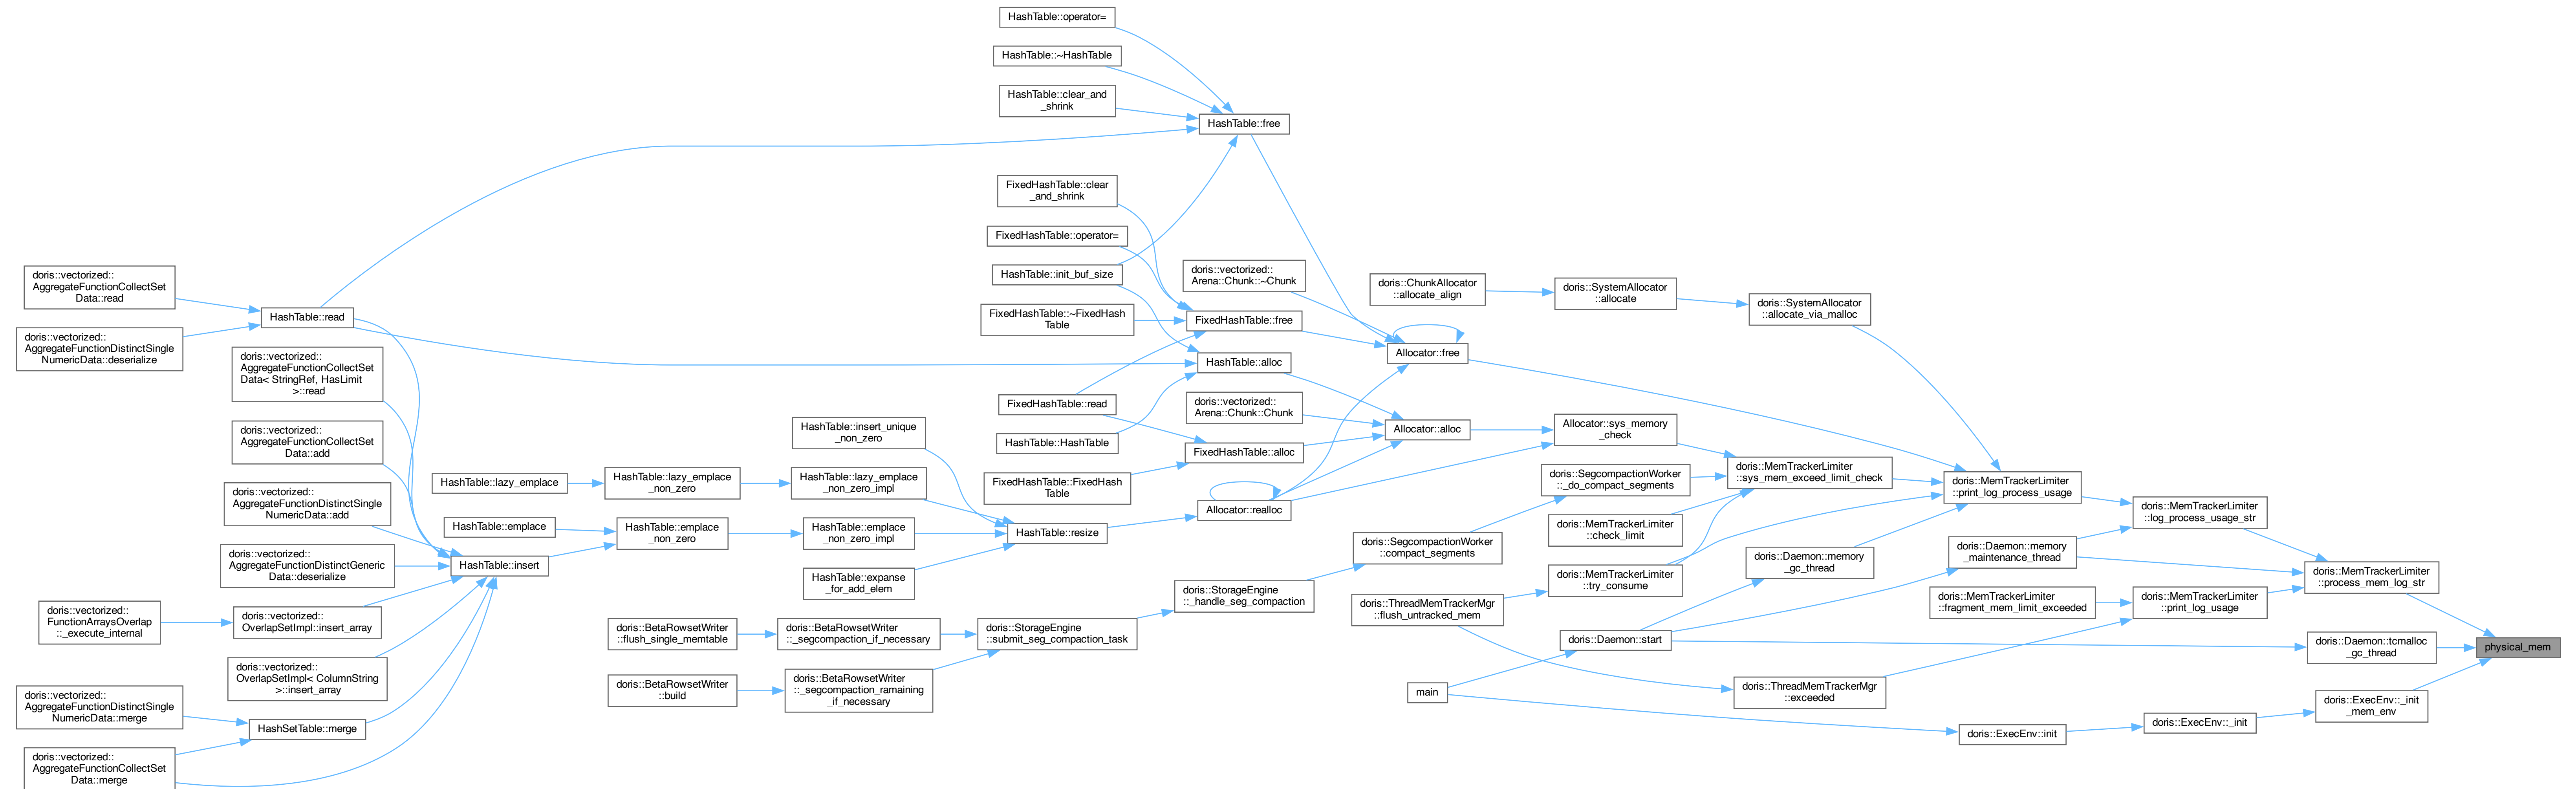 HashTable::operator=
HashTable::~HashTable
HashTable::clear_and
_shrink
HashTable::free
FixedHashTable::clear
_and_shrink
FixedHashTable::operator=
HashTable::init_buf_size
FixedHashTable::~FixedHash
Table
doris::vectorized::
Arena::Chunk::~Chunk
FixedHashTable::free
HashTable::alloc
Allocator::free
doris::ChunkAllocator
::allocate_align
doris::SystemAllocator
::allocate
doris::SystemAllocator
::allocate_via_malloc
doris::vectorized::
AggregateFunctionCollectSet
Data::read
HashTable::read
doris::vectorized::
AggregateFunctionDistinctSingle
NumericData::deserialize
doris::vectorized::
AggregateFunctionCollectSet
Data< StringRef, HasLimit
>::read
doris::vectorized::
AggregateFunctionCollectSet
Data::add
doris::vectorized::
AggregateFunctionDistinctSingle
NumericData::add
doris::vectorized::
AggregateFunctionDistinctGeneric
Data::deserialize
HashTable::insert
doris::vectorized::
FunctionArraysOverlap
::_execute_internal
doris::vectorized::
OverlapSetImpl::insert_array
doris::vectorized::
OverlapSetImpl< ColumnString
>::insert_array
doris::vectorized::
AggregateFunctionDistinctSingle
NumericData::merge
HashSetTable::merge
doris::vectorized::
AggregateFunctionCollectSet
Data::merge
HashTable::lazy_emplace
HashTable::lazy_emplace
_non_zero
HashTable::lazy_emplace
_non_zero_impl
HashTable::insert_unique
_non_zero
HashTable::emplace
HashTable::emplace
_non_zero
HashTable::emplace
_non_zero_impl
HashTable::expanse
_for_add_elem
HashTable::resize
FixedHashTable::read
HashTable::HashTable
FixedHashTable::FixedHash
Table
doris::vectorized::
Arena::Chunk::Chunk
FixedHashTable::alloc
Allocator::realloc
Allocator::alloc
Allocator::sys_memory
_check
doris::SegcompactionWorker
::_do_compact_segments
doris::MemTrackerLimiter
::check_limit
doris::MemTrackerLimiter
::try_consume
doris::MemTrackerLimiter
::sys_mem_exceed_limit_check
doris::MemTrackerLimiter
::print_log_process_usage
doris::MemTrackerLimiter
::log_process_usage_str
doris::Daemon::memory
_maintenance_thread
doris::Daemon::memory
_gc_thread
doris::MemTrackerLimiter
::process_mem_log_str
doris::MemTrackerLimiter
::fragment_mem_limit_exceeded
doris::MemTrackerLimiter
::print_log_usage
doris::SegcompactionWorker
::compact_segments
doris::StorageEngine
::_handle_seg_compaction
doris::ThreadMemTrackerMgr
::flush_untracked_mem
doris::BetaRowsetWriter
::flush_single_memtable
doris::BetaRowsetWriter
::_segcompaction_if_necessary
doris::StorageEngine
::submit_seg_compaction_task
doris::BetaRowsetWriter
::build
doris::BetaRowsetWriter
::_segcompaction_ramaining
_if_necessary
doris::Daemon::start
main
doris::ThreadMemTrackerMgr
::exceeded
doris::Daemon::tcmalloc
_gc_thread
physical_mem
doris::ExecEnv::_init
_mem_env
doris::ExecEnv::_init
doris::ExecEnv::init